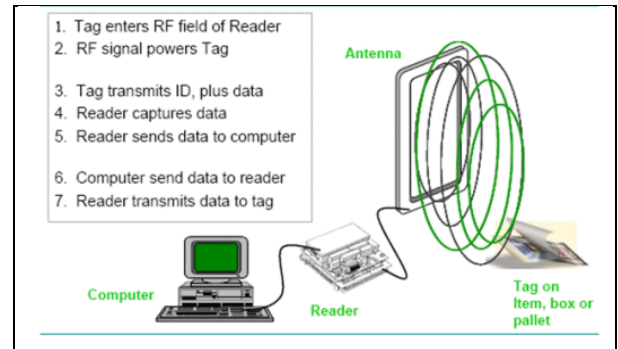 1. Tag enters RF field of Reader
2. RF signal powers Tag
3. Tag transmits ID, plus data
4. Reader captures data
5. Reader sends data to computer
6. Computer send data to reader
7. Reader transmits data to tag
Antenna
Computer
Reader
Tag on
Item, box or
pallet